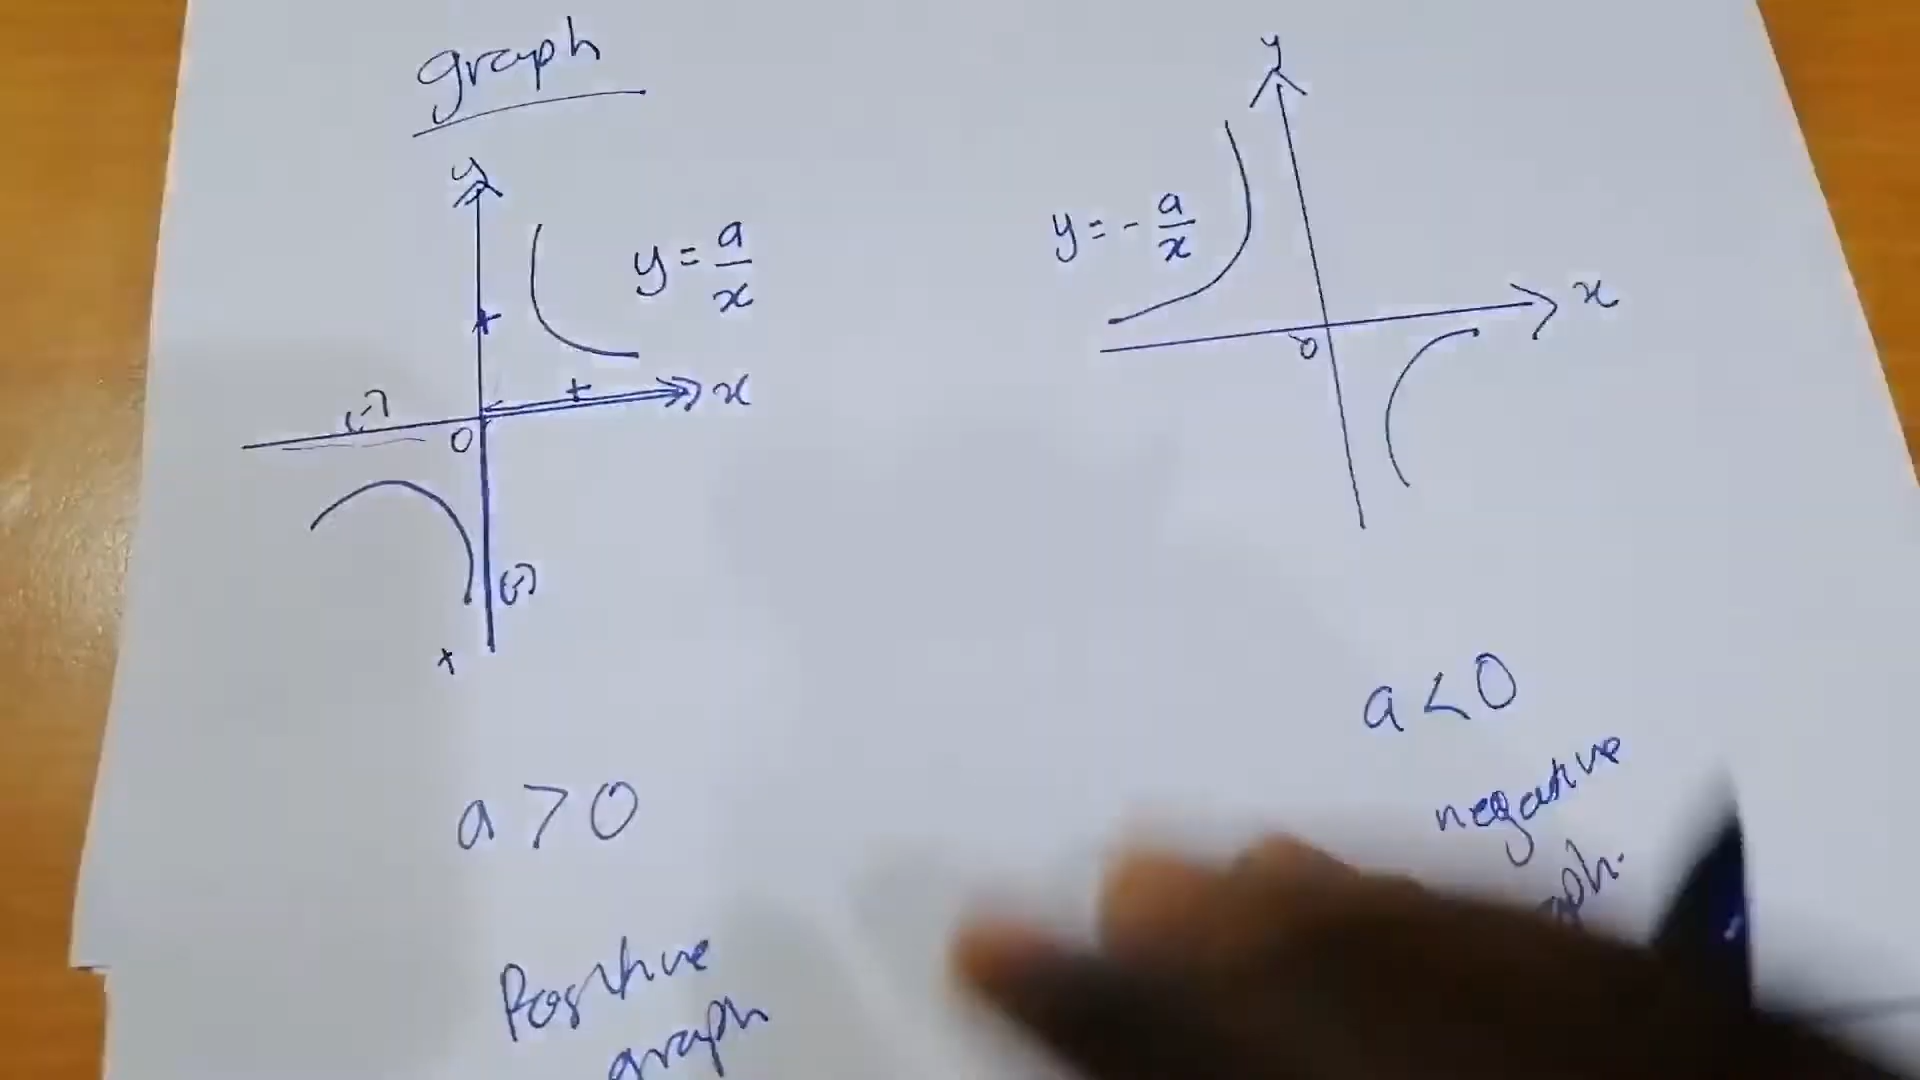 graph
y
y = a/x
+
+
x
(-)
0
(-)
+
a > 0
Positive
graph
y
y = - a/x
x
0
a < 0
negative